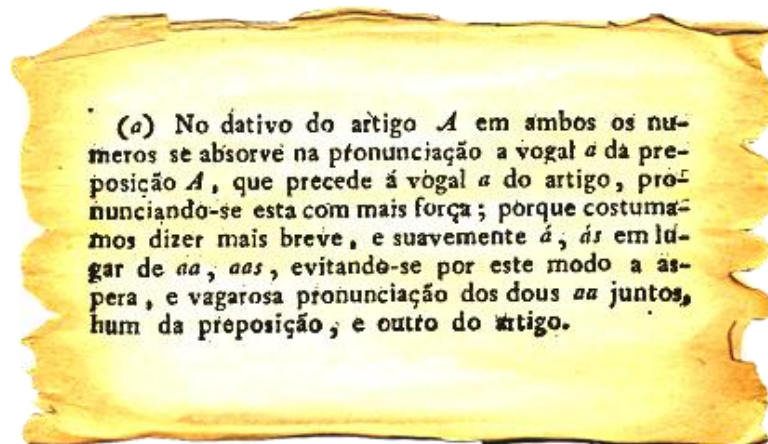 (a) No dativo do artigo A em ambos os nu-
meros se absorve na pronunciação a vogal a da pre-
posição A, que precede á vogal a do artigo, pro-
nunciando-se esta com mais força; porque costuma-
mos dizer mais breve, e suavemente á, ás em lu-
gar de aa, aas, evitando-se por este modo a as-
pera, e vagarosa pronunciação dos dous aa juntos,
hum da preposição, e outro do artigo.